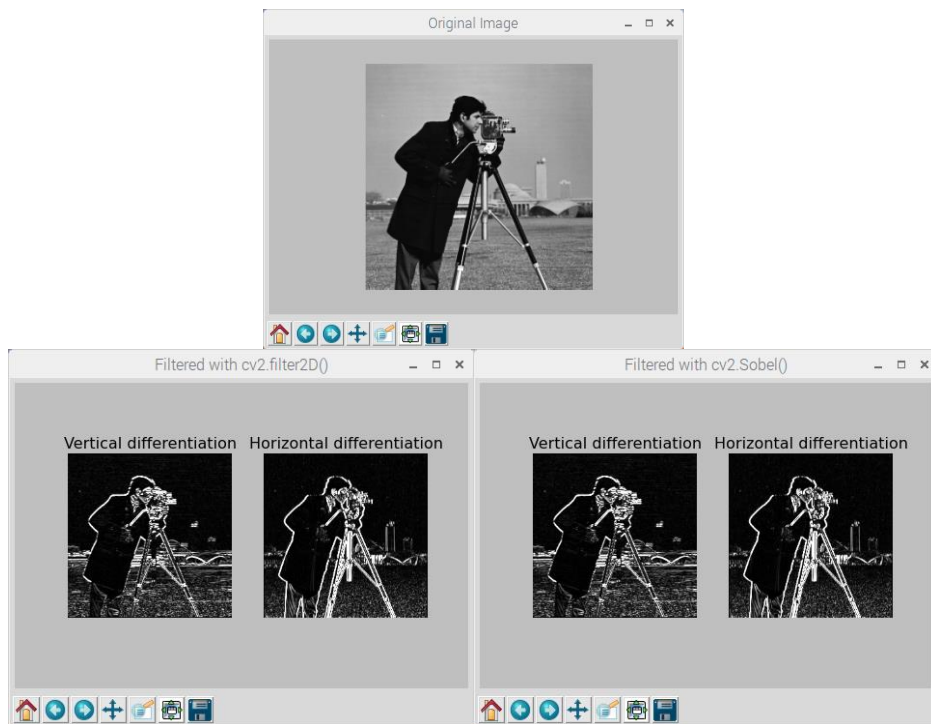 Original Image
Filtered with cv2.filter2D()
Filtered with cv2.Sobel()
Vertical differentiation
Horizontal differentiation
Vertical differentiation
Horizontal differentiation